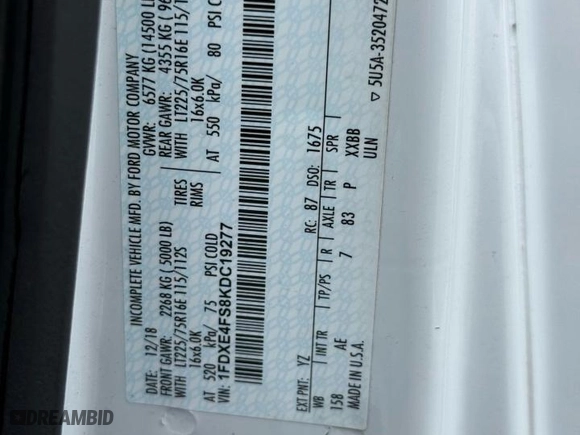 INCOMPLETE VEHICLE MFD. BY FORD MOTOR COMPANY
DATE: 12/18 GVWR: 6577 KG (14500 LB
FRONT GAWR: 2268 KG (5000 LB) REAR GAWR: 4355 KG (96
WITH LT225/75R16E 115/112S TIRES WITH LT225/75R16E 115/1
16x6.0K RIMS 16x6.0K
AT 520 kPa/ 75 PSI COLD AT 550 kPa/ 80 PSI C
VIN: 1FDXE4FS8KDC19277
EXT PNT: YZ RC: 87 DSO: 1675
WB INT TR TP/PS R AXLE TR SPR
158 AE 7 83 P XXBB
MADE IN U.S.A. ULN
5U5A-3520472
DREAMBID